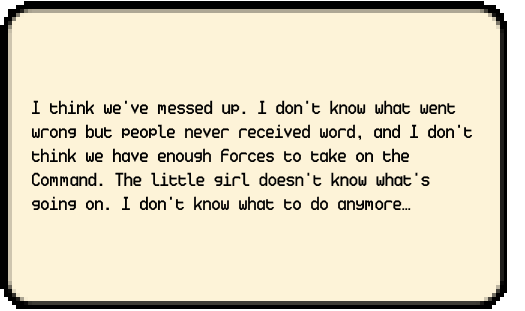 I think we've messed up. I don't know what went
wrong but people never received word, and I don't
think we have enough forces to take on the
Command. The little girl doesn't know what's
going on. I don't know what to do anymore…